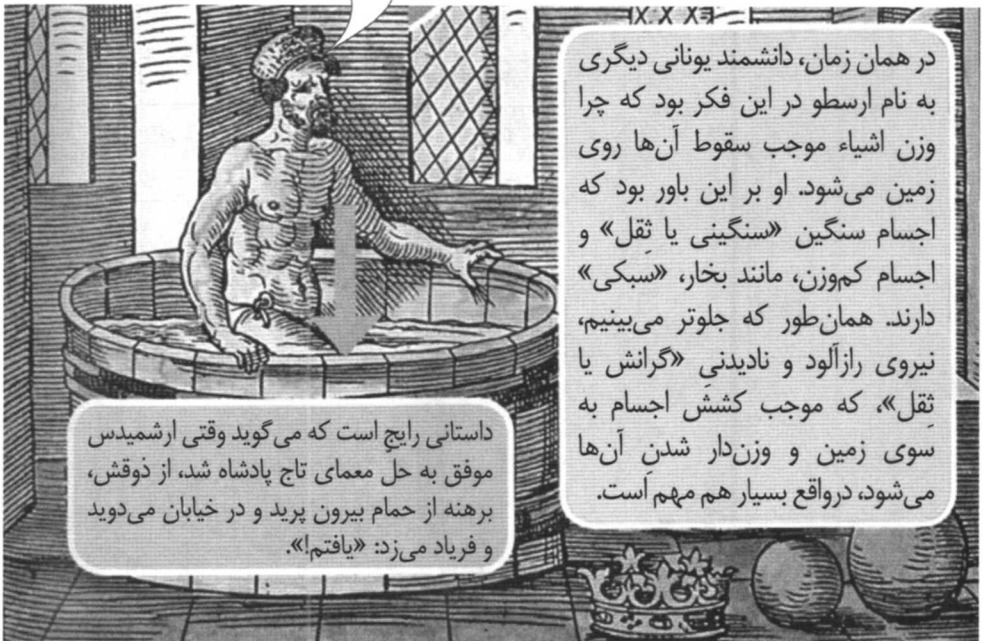 در همان زمان، دانشمند یونانی دیگری
به نام ارسطو در این فکر بود که چرا
وزن اشیاء موجب سقوط آن‌ها روی
زمین می‌شود. او بر این باور بود که
اجسام سنگین «سنگینی یا ثِقل» و
اجسام کم‌وزن، مانند بخار، «سبکی»
دارند. همان‌طور که جلوتر می‌بینیم،
نیروی رازآلود و نادیدنیِ «گرانش یا
ثِقل»، که موجب کششِ اجسام به
سوی زمین و وزن‌دار شدنِ آن‌ها
می‌شود، درواقع بسیار هم مهم است.
داستانی رایج است که می‌گوید وقتی ارشمیدس
موفق به حلِ معمای تاج پادشاه شد، از ذوقش،
برهنه از حمام بیرون پرید و در خیابان می‌دوید
و فریاد می‌زد: «یافتم!».